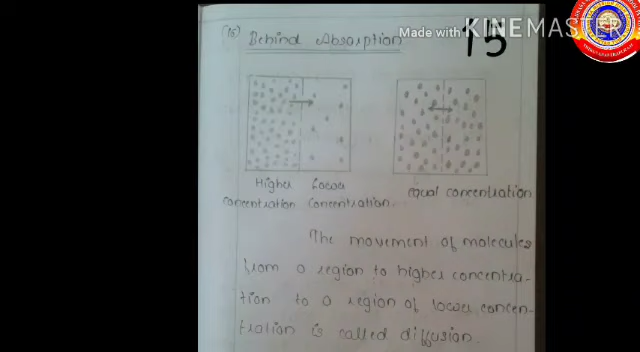 (15) Behind Absorption
Made with KINEMASTER
15
Higher Lower
concentration concentration.
equal concentration
The movement of molecules
from a region to higher concentra-
tion to a region of lower concen-
tration is called diffusion.